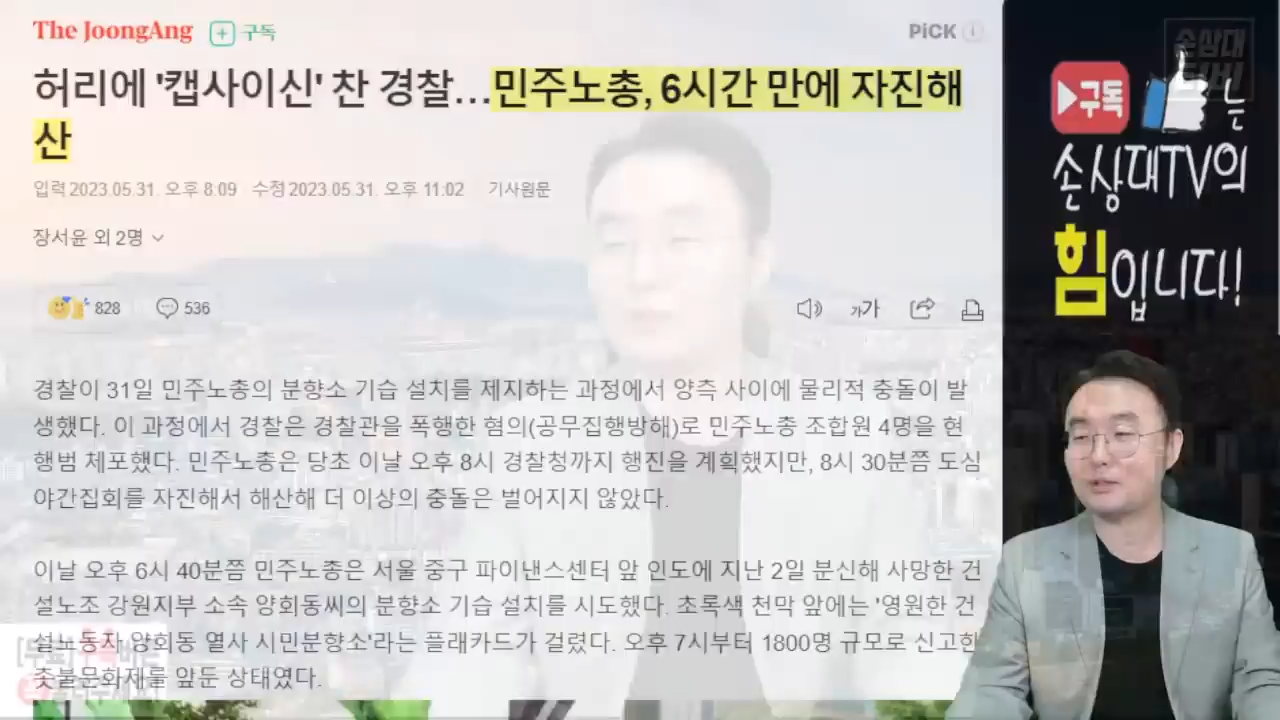 The JoongAng
구독
PiCK
허리에 '캡사이신' 찬 경찰…민주노총, 6시간 만에 자진해
산
입력 2023.05.31. 오후 8:09 수정 2023.05.31. 오후 11:02 기사원문
장서윤 외 2명
828 536
가가
경찰이 31일 민주노총의 분향소 기습 설치를 제지하는 과정에서 양측 사이에 물리적 충돌이 발
생했다. 이 과정에서 경찰은 경찰관을 폭행한 혐의(공무집행방해)로 민주노총 조합원 4명을 현
행범 체포했다. 민주노총은 당초 이날 오후 8시 경찰청까지 행진을 계획했지만, 8시 30분쯤 도심
야간집회를 자진해서 해산해 더 이상의 충돌은 벌어지지 않았다.
이날 오후 6시 40분쯤 민주노총은 서울 중구 파이낸스센터 앞 인도에 지난 2일 분신해 사망한 건
설노조 강원지부 소속 양회동씨의 분향소 기습 설치를 시도했다. 초록색 천막 앞에는 '영원한 건
설노동자 양회동 열사 시민분향소'라는 플래카드가 걸렸다. 오후 7시부터 1800명 규모로 신고한
촛불문화제를 앞둔 상태였다.
손상대
구독 는
손상대TV의
힘입니다!